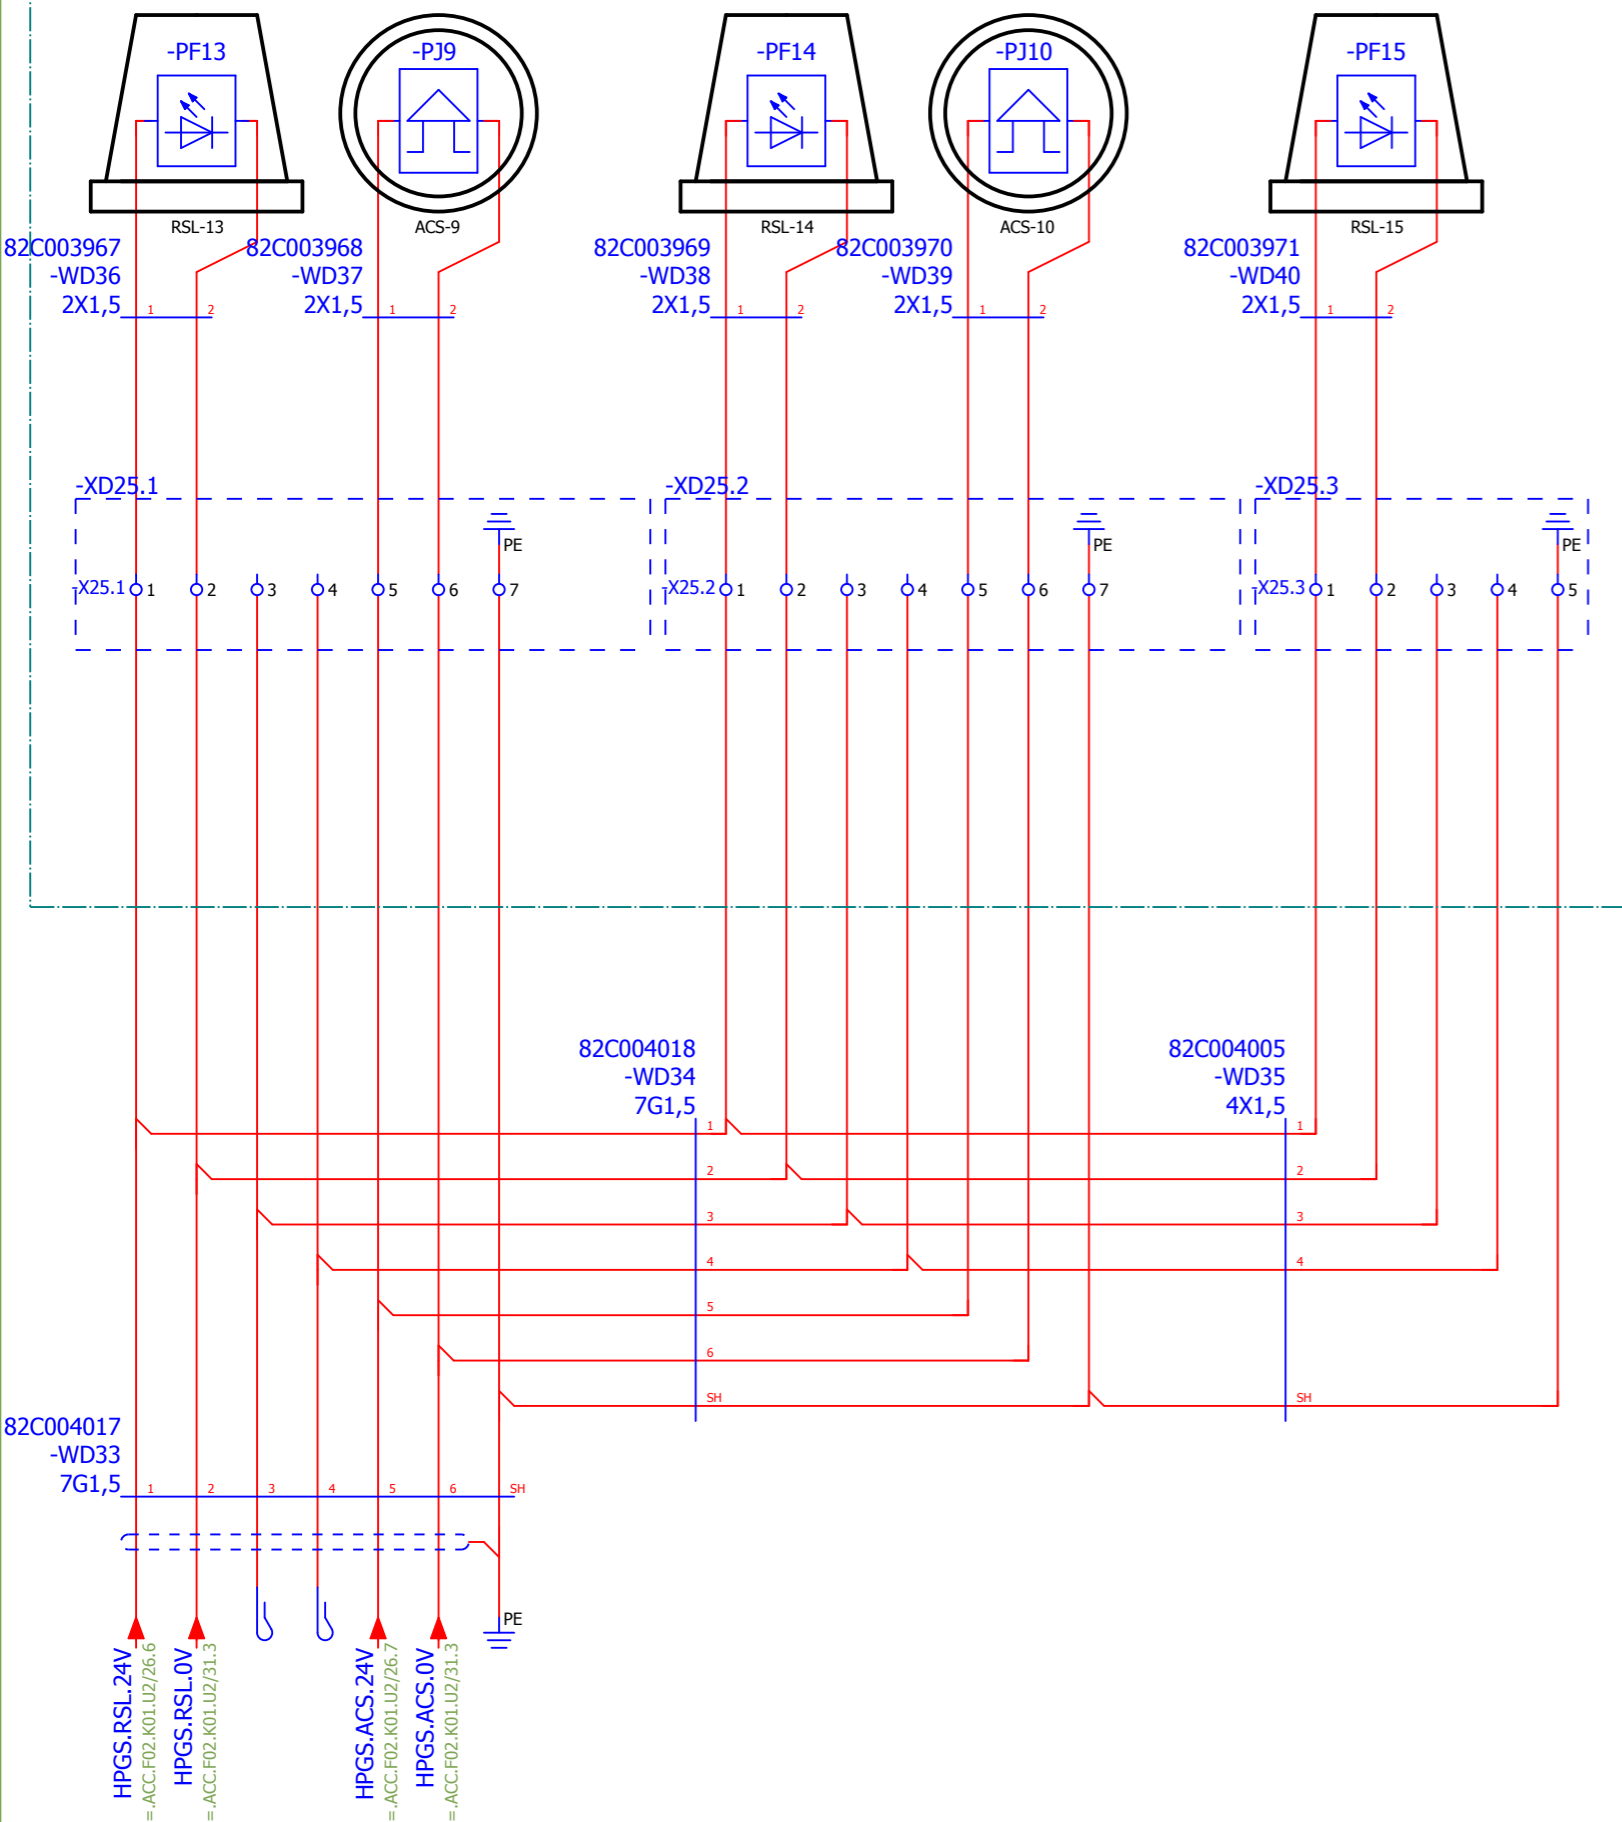 -PF13
-PJ9
-PF14
-PJ10
-PF15
RSL-13
ACS-9
RSL-14
ACS-10
RSL-15
82C003967
-WD36
2X1,5
1 2
82C003968
-WD37
2X1,5
1 2
82C003969
-WD38
2X1,5
1 2
82C003970
-WD39
2X1,5
1 2
82C003971
-WD40
2X1,5
1 2
-XD25.1
PE
-X25.1 1 2 3 4 5 6 7
-XD25.2
PE
-X25.2 1 2 3 4 5 6 7
-XD25.3
PE
-X25.3 1 2 3 4 5
82C004018
-WD34
7G1,5
1
2
3
4
5
6
SH
82C004005
-WD35
4X1,5
1
2
3
4
SH
82C004017
-WD33
7G1,5
1 2 3 4 5 6 SH
PE
HPGS.RSL.24V
=.ACC.F02.K01.U2/26.6
HPGS.RSL.0V
=.ACC.F02.K01.U2/31.3
HPGS.ACS.24V
=.ACC.F02.K01.U2/26.7
HPGS.ACS.0V
=.ACC.F02.K01.U2/31.3